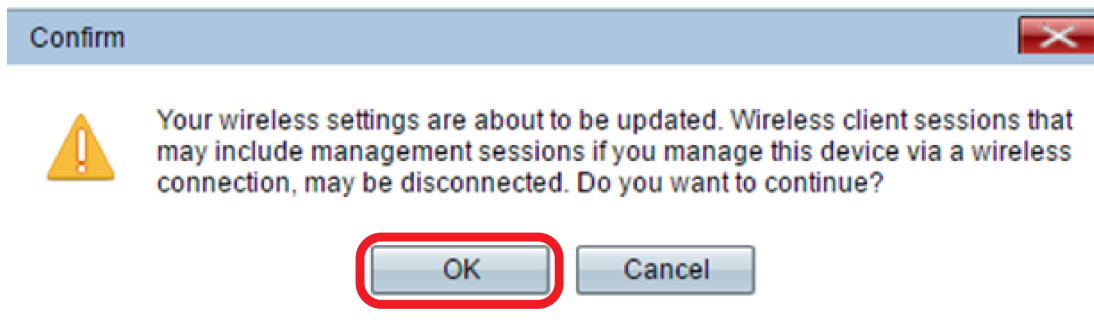 Confirm
Your wireless settings are about to be updated. Wireless client sessions that
may include management sessions if you manage this device via a wireless
connection, may be disconnected. Do you want to continue?
OK Cancel